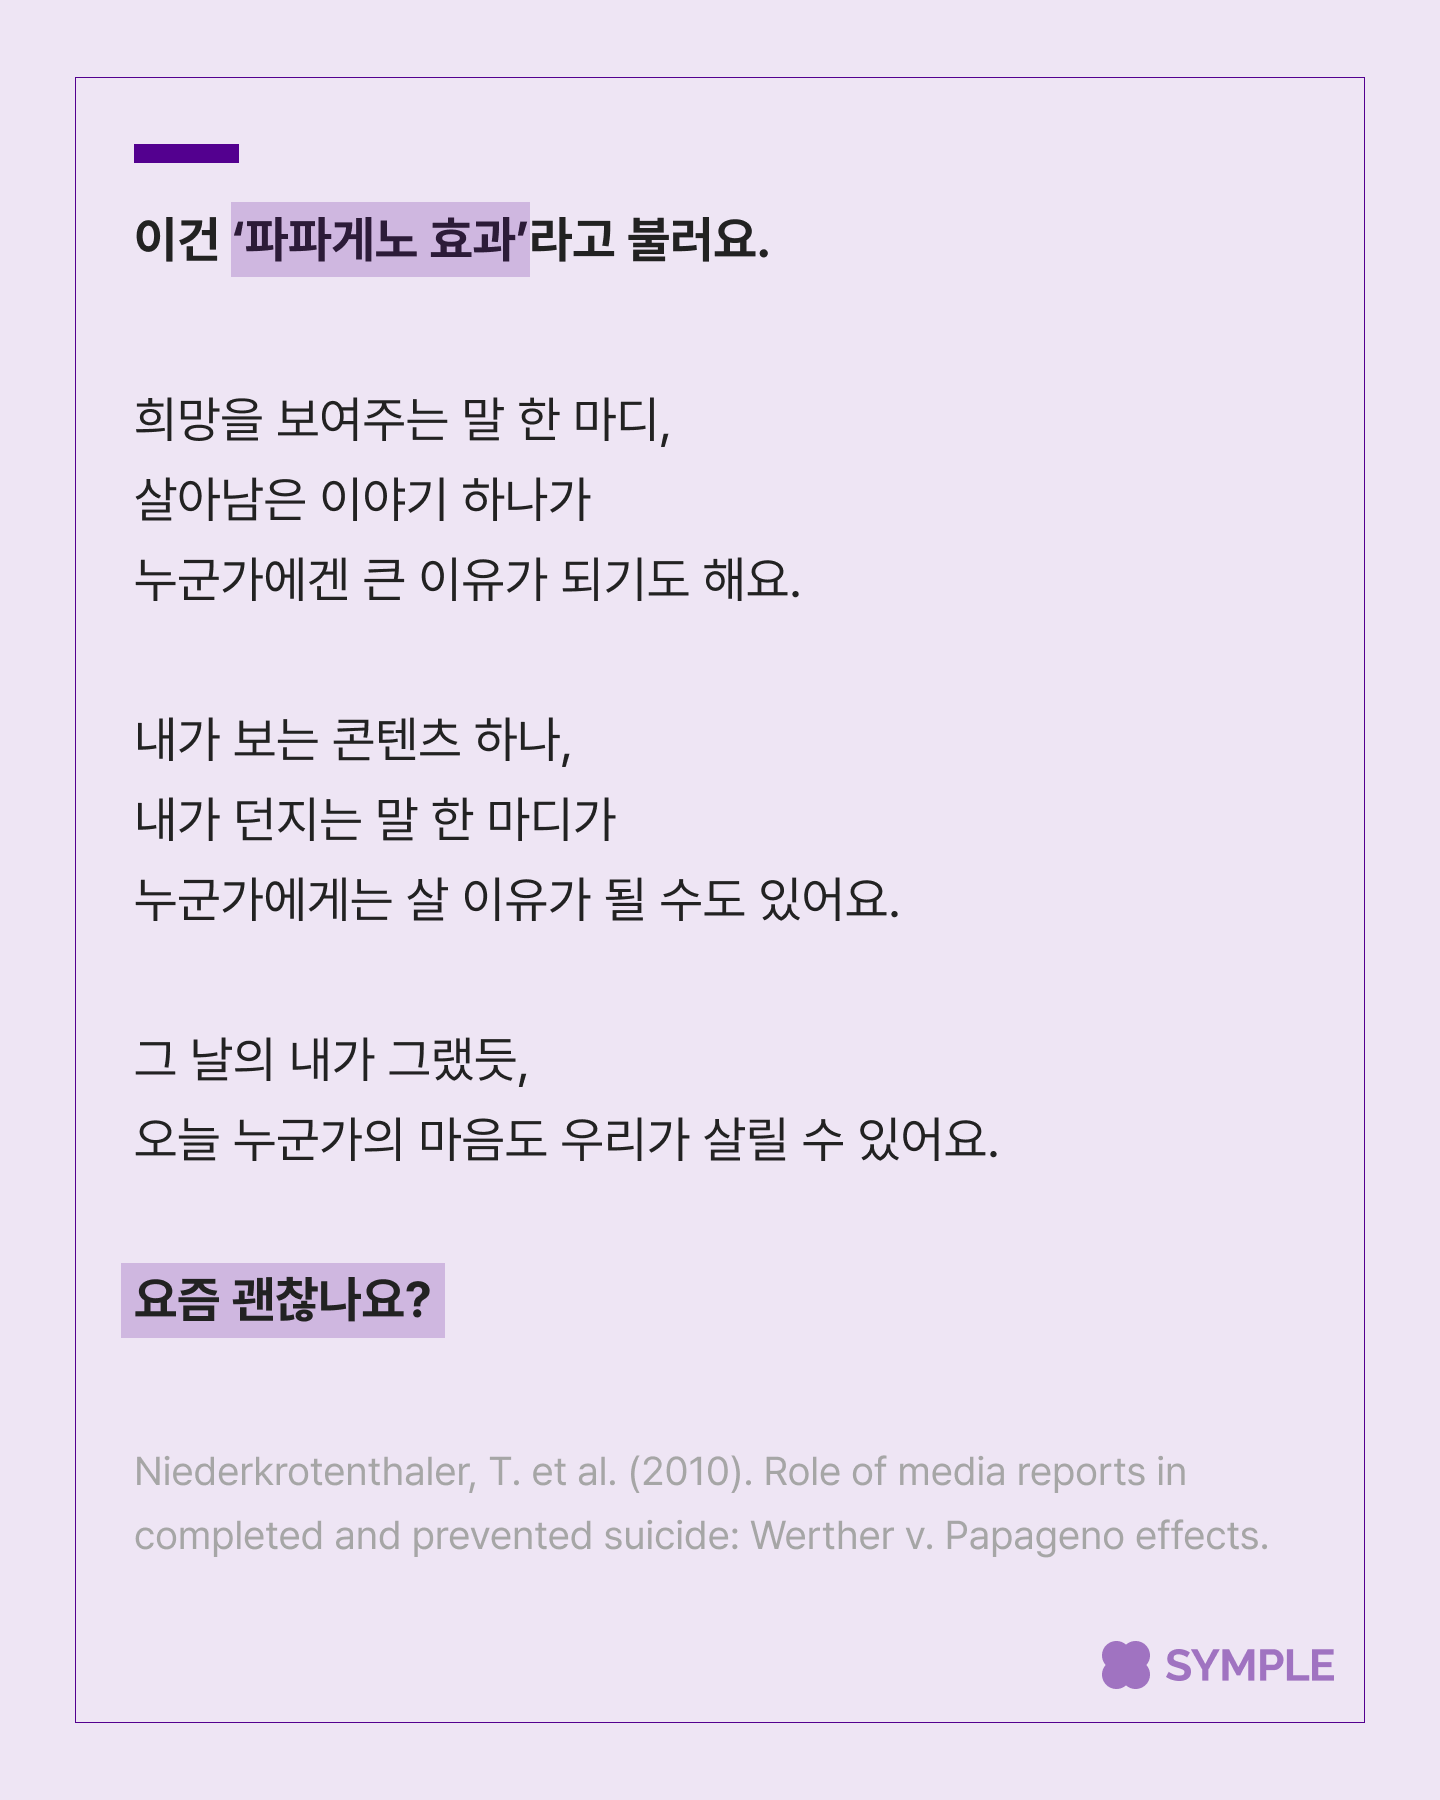 이건 ‘파파게노 효과’라고 불러요.
희망을 보여주는 말 한 마디,
살아남은 이야기 하나가
누군가에겐 큰 이유가 되기도 해요.
내가 보는 콘텐츠 하나,
내가 던지는 말 한 마디가
누군가에게는 살 이유가 될 수도 있어요.
그 날의 내가 그랬듯,
오늘 누군가의 마음도 우리가 살릴 수 있어요.
요즘 괜찮나요?
Niederkrotenthaler, T. et al. (2010). Role of media reports in
completed and prevented suicide: Werther v. Papageno effects.
SYMPLE